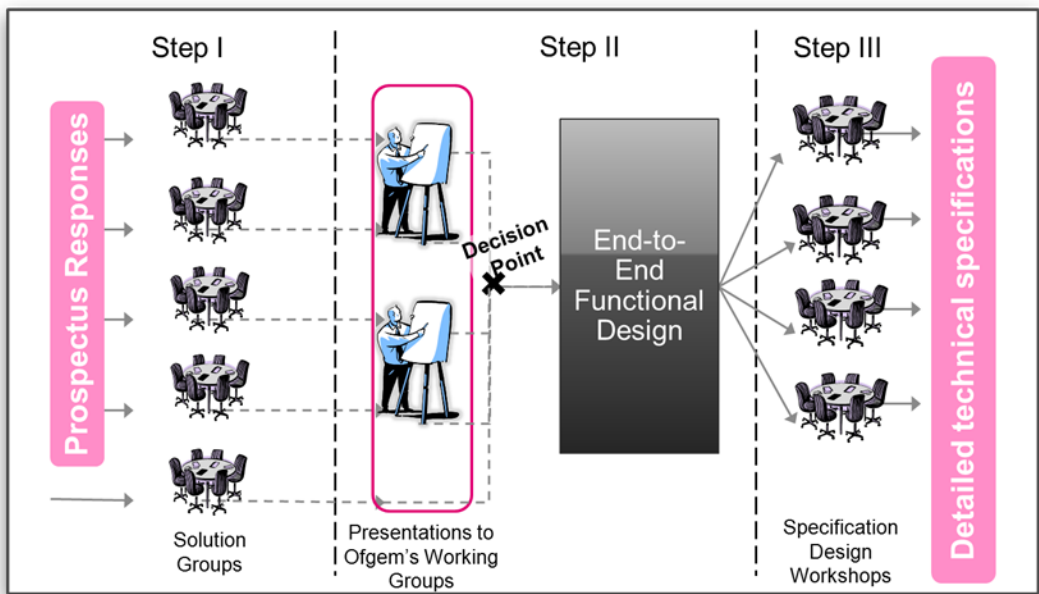 Step I
Step II
Step III
Prospectus Responses
Decision
Point
End-to-
End
Functional
Design
Detailed technical specifications
Solution
Groups
Presentations to
Ofgem's Working
Groups
Specification
Design
Workshops